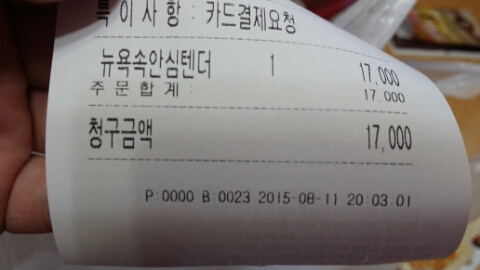 특이사항 : 카드결제요청
뉴욕속안심텐더 1 17,000
주문합계 : 17,000
청구금액 17,000
P:0000 B:0023 2015-08-11 20:03:01